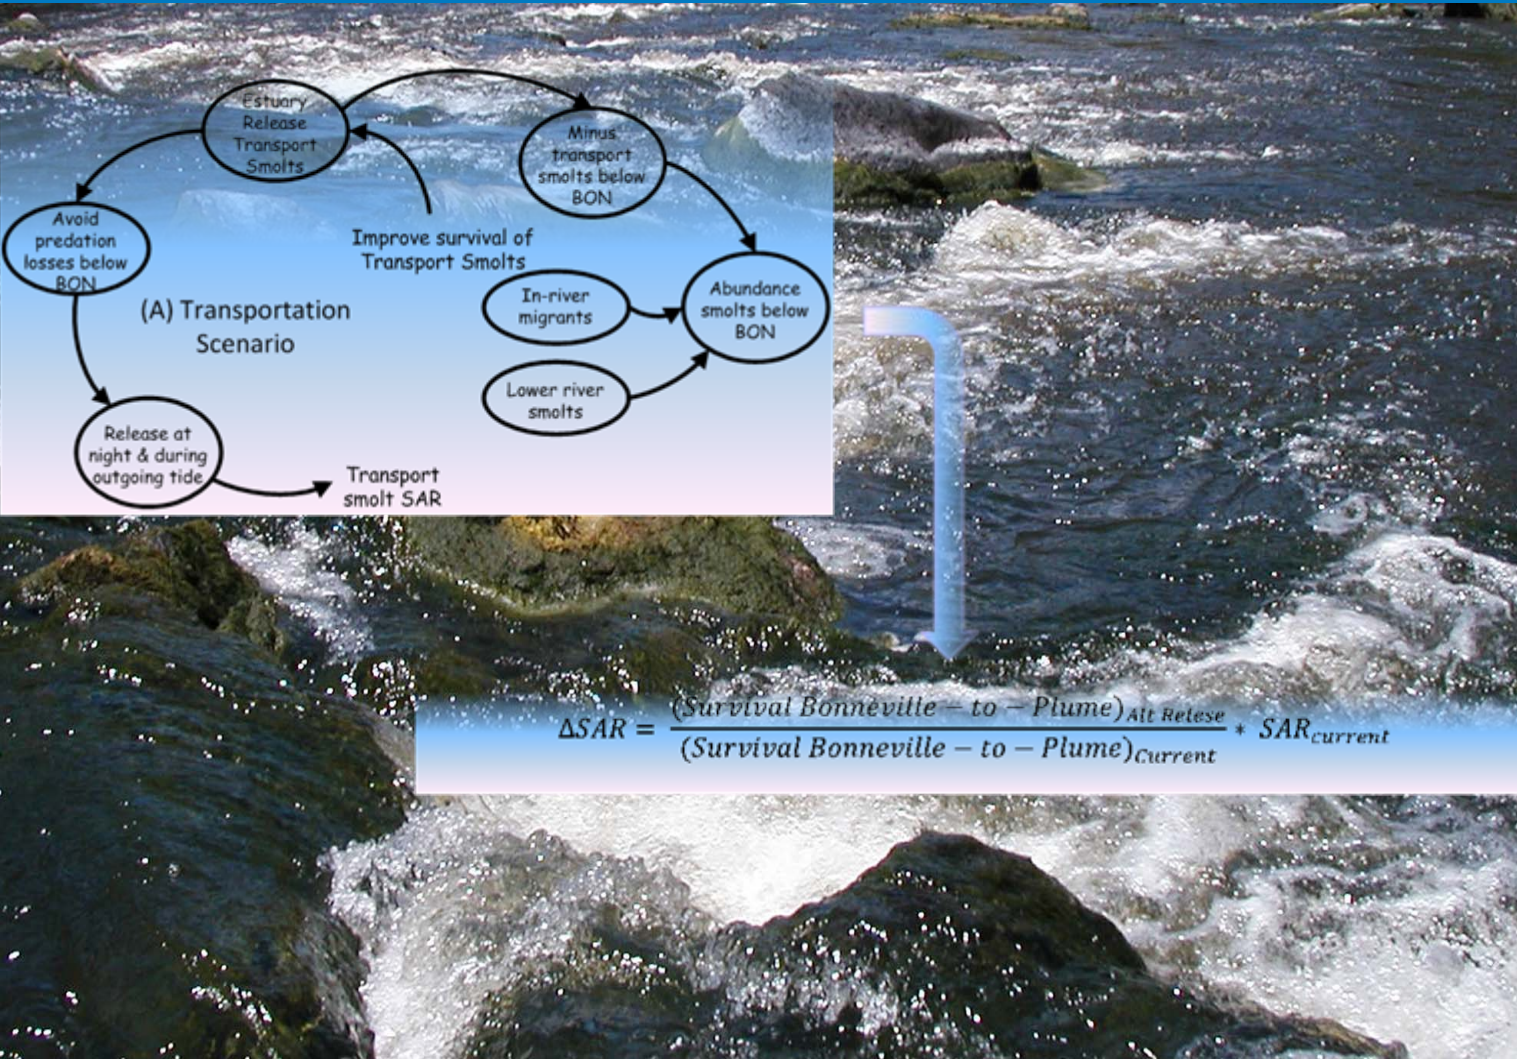 Estuary
Release
Transport
Smolts
Minus
transport
smolts below
BON
Avoid
predation
losses below
BON
Improve survival of
Transport Smolts
In-river
migrants
Abundance
smolts below
BON
(A) Transportation
Scenario
Lower river
smolts
Release at
night & during
outgoing tide
Transport
smolt SAR
ΔSAR = (Survival Bonneville − to − Plume)Alt Relese / (Survival Bonneville − to − Plume)Current * SARcurrent